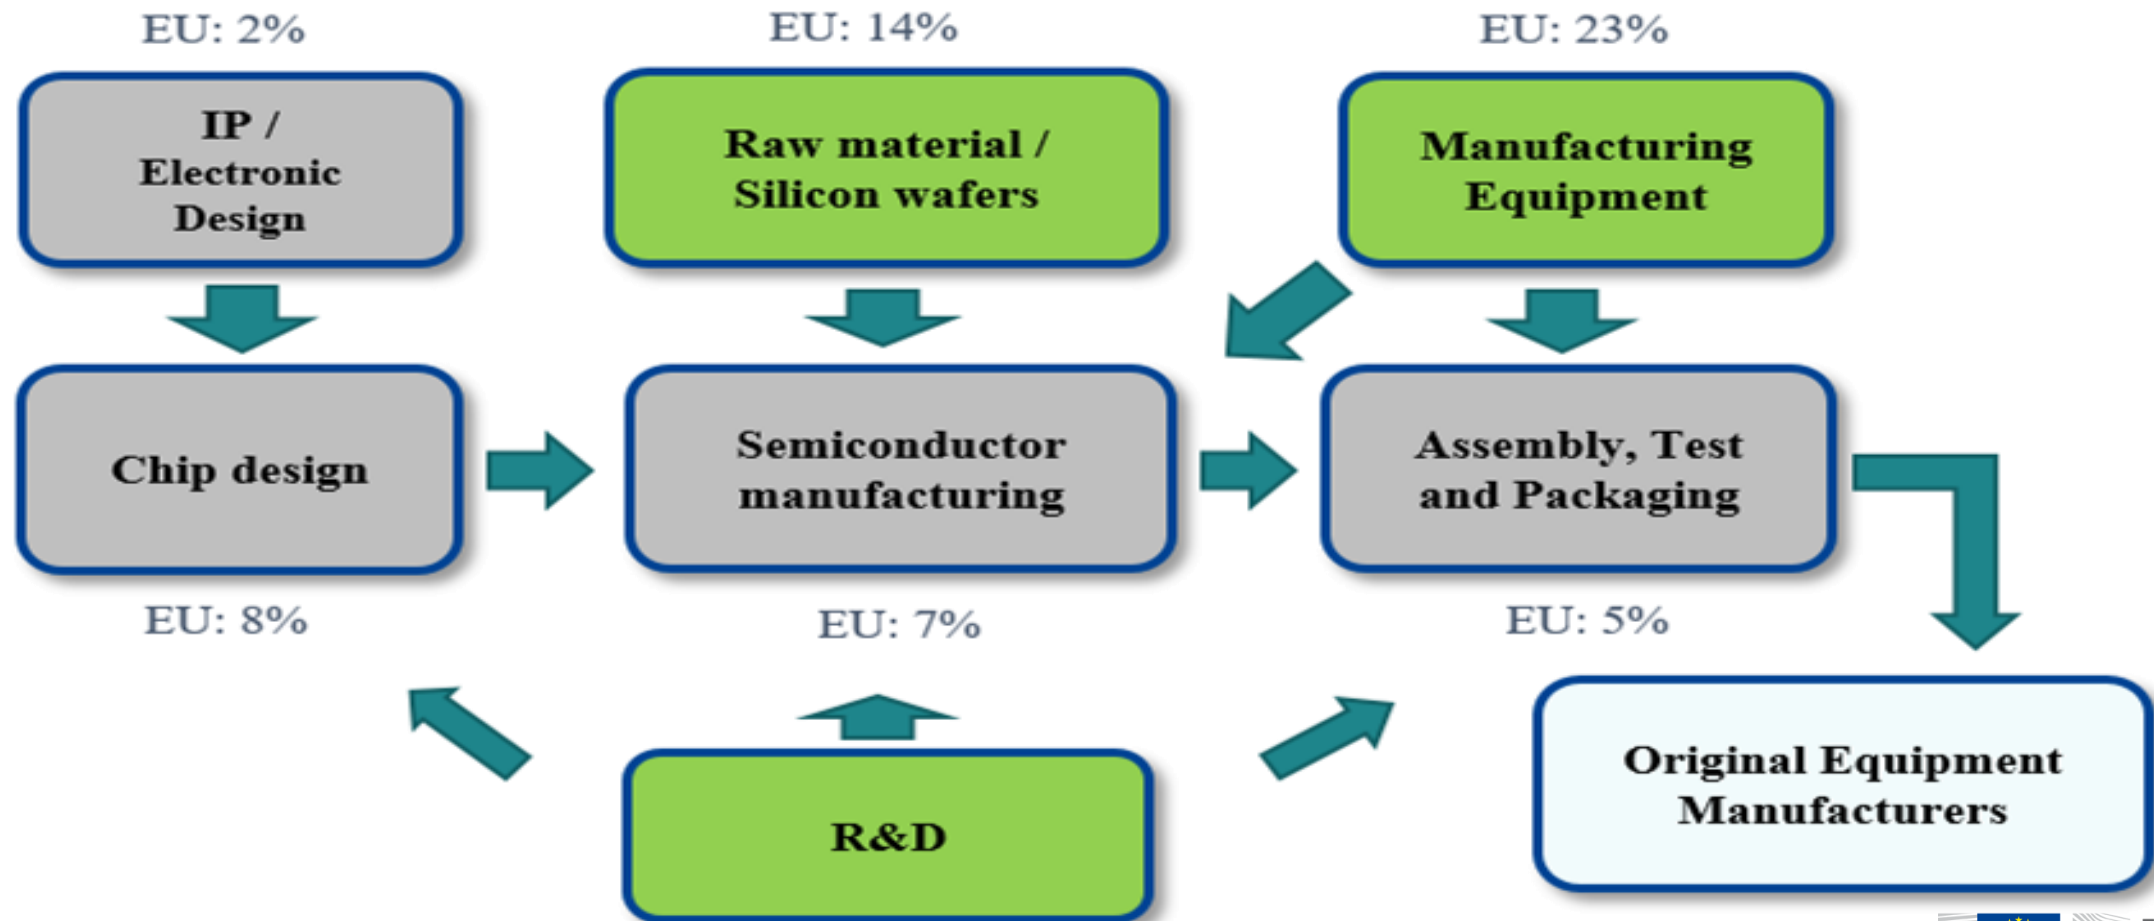 EU: 2%
EU: 14%
EU: 23%
IP /
Electronic
Design
Raw material /
Silicon wafers
Manufacturing
Equipment
Chip design
Semiconductor
manufacturing
Assembly, Test
and Packaging
EU: 8%
EU: 7%
EU: 5%
R&D
Original Equipment
Manufacturers